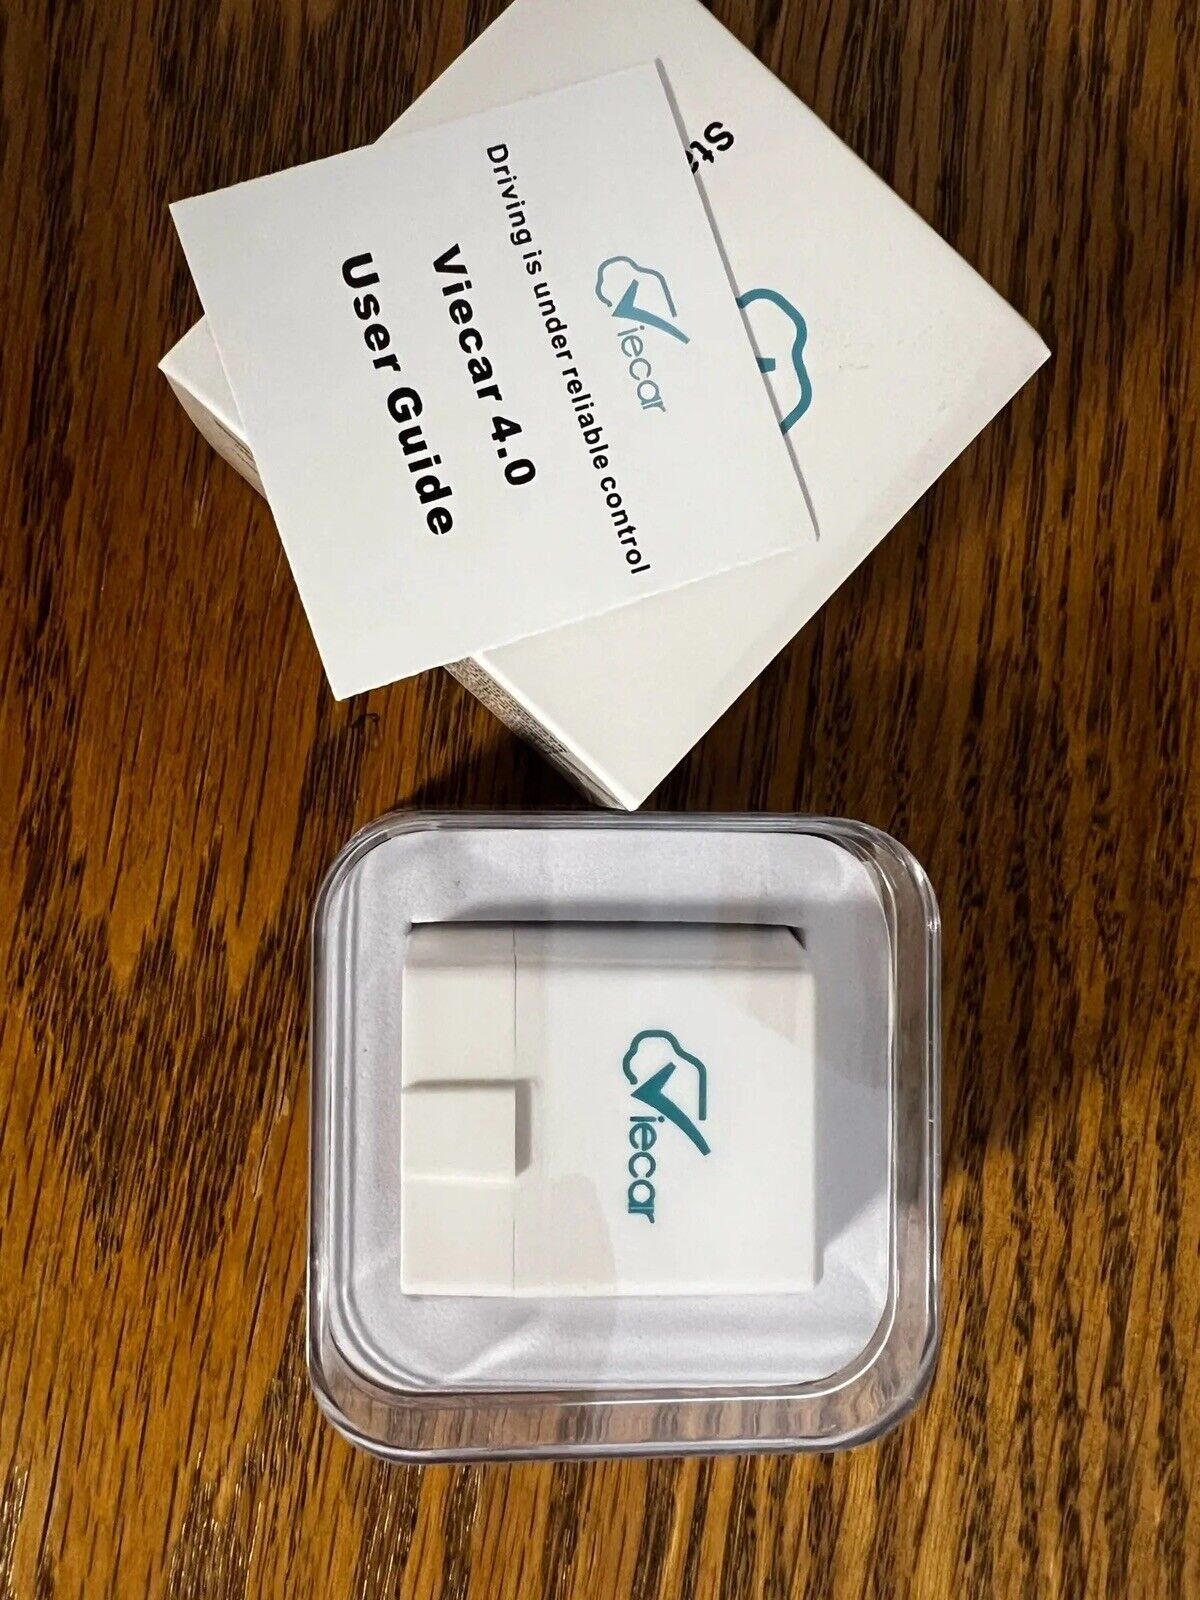 Viecar
Driving is under reliable control
Viecar 4.0
User Guide
Viecar